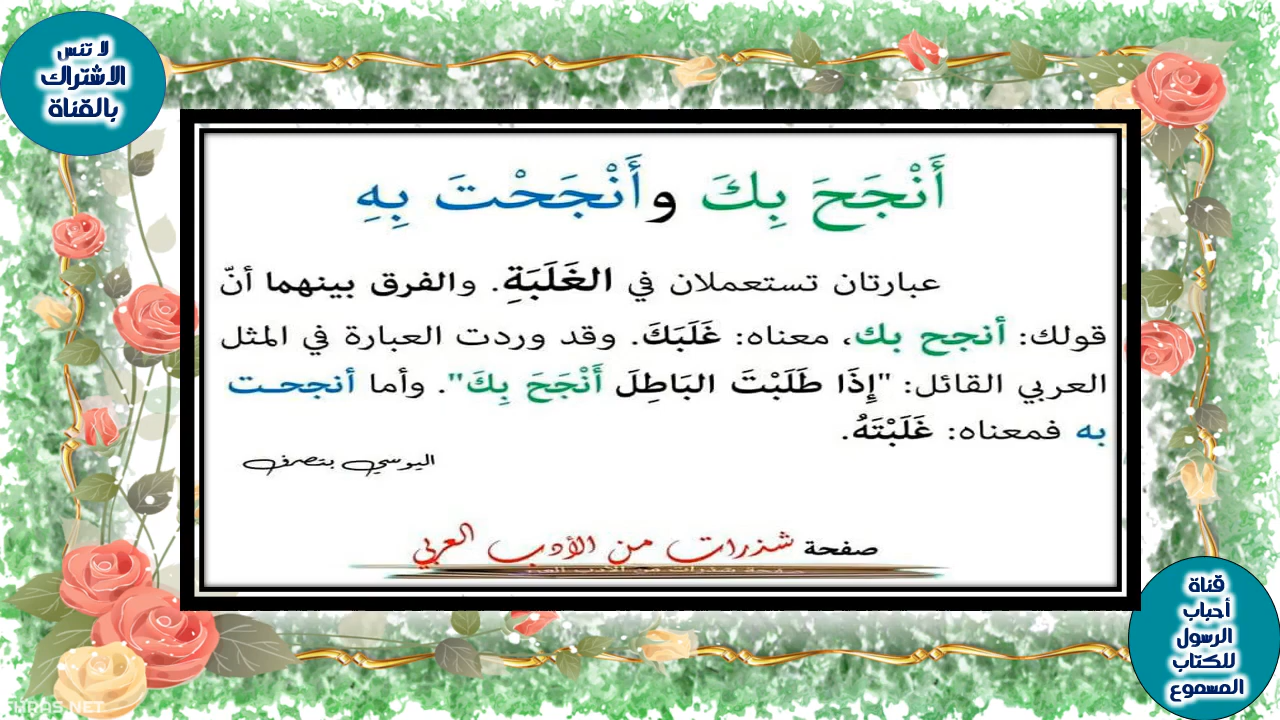 لا تنس
الاشتراك
بالقناة
أَنْجَحَ بِكَ وأَنْجَحْتَ بِهِ
عبارتان تستعملان في الغَلَبَةِ. والفرق بينهما أنّ
قولك: أنجح بك، معناه: غَلَبَكَ. وقد وردت العبارة في المثل
العربي القائل: "إِذَا طَلَبْتَ البَاطِلَ أَنْجَحَ بِكَ". وأما أنجحـت
به فمعناه: غَلَبْتَهُ.
اليوسي بتصرف
صفحة شذرات من الأدب العربي
قناة
أحباب
الرسول
للكتاب
المسموع